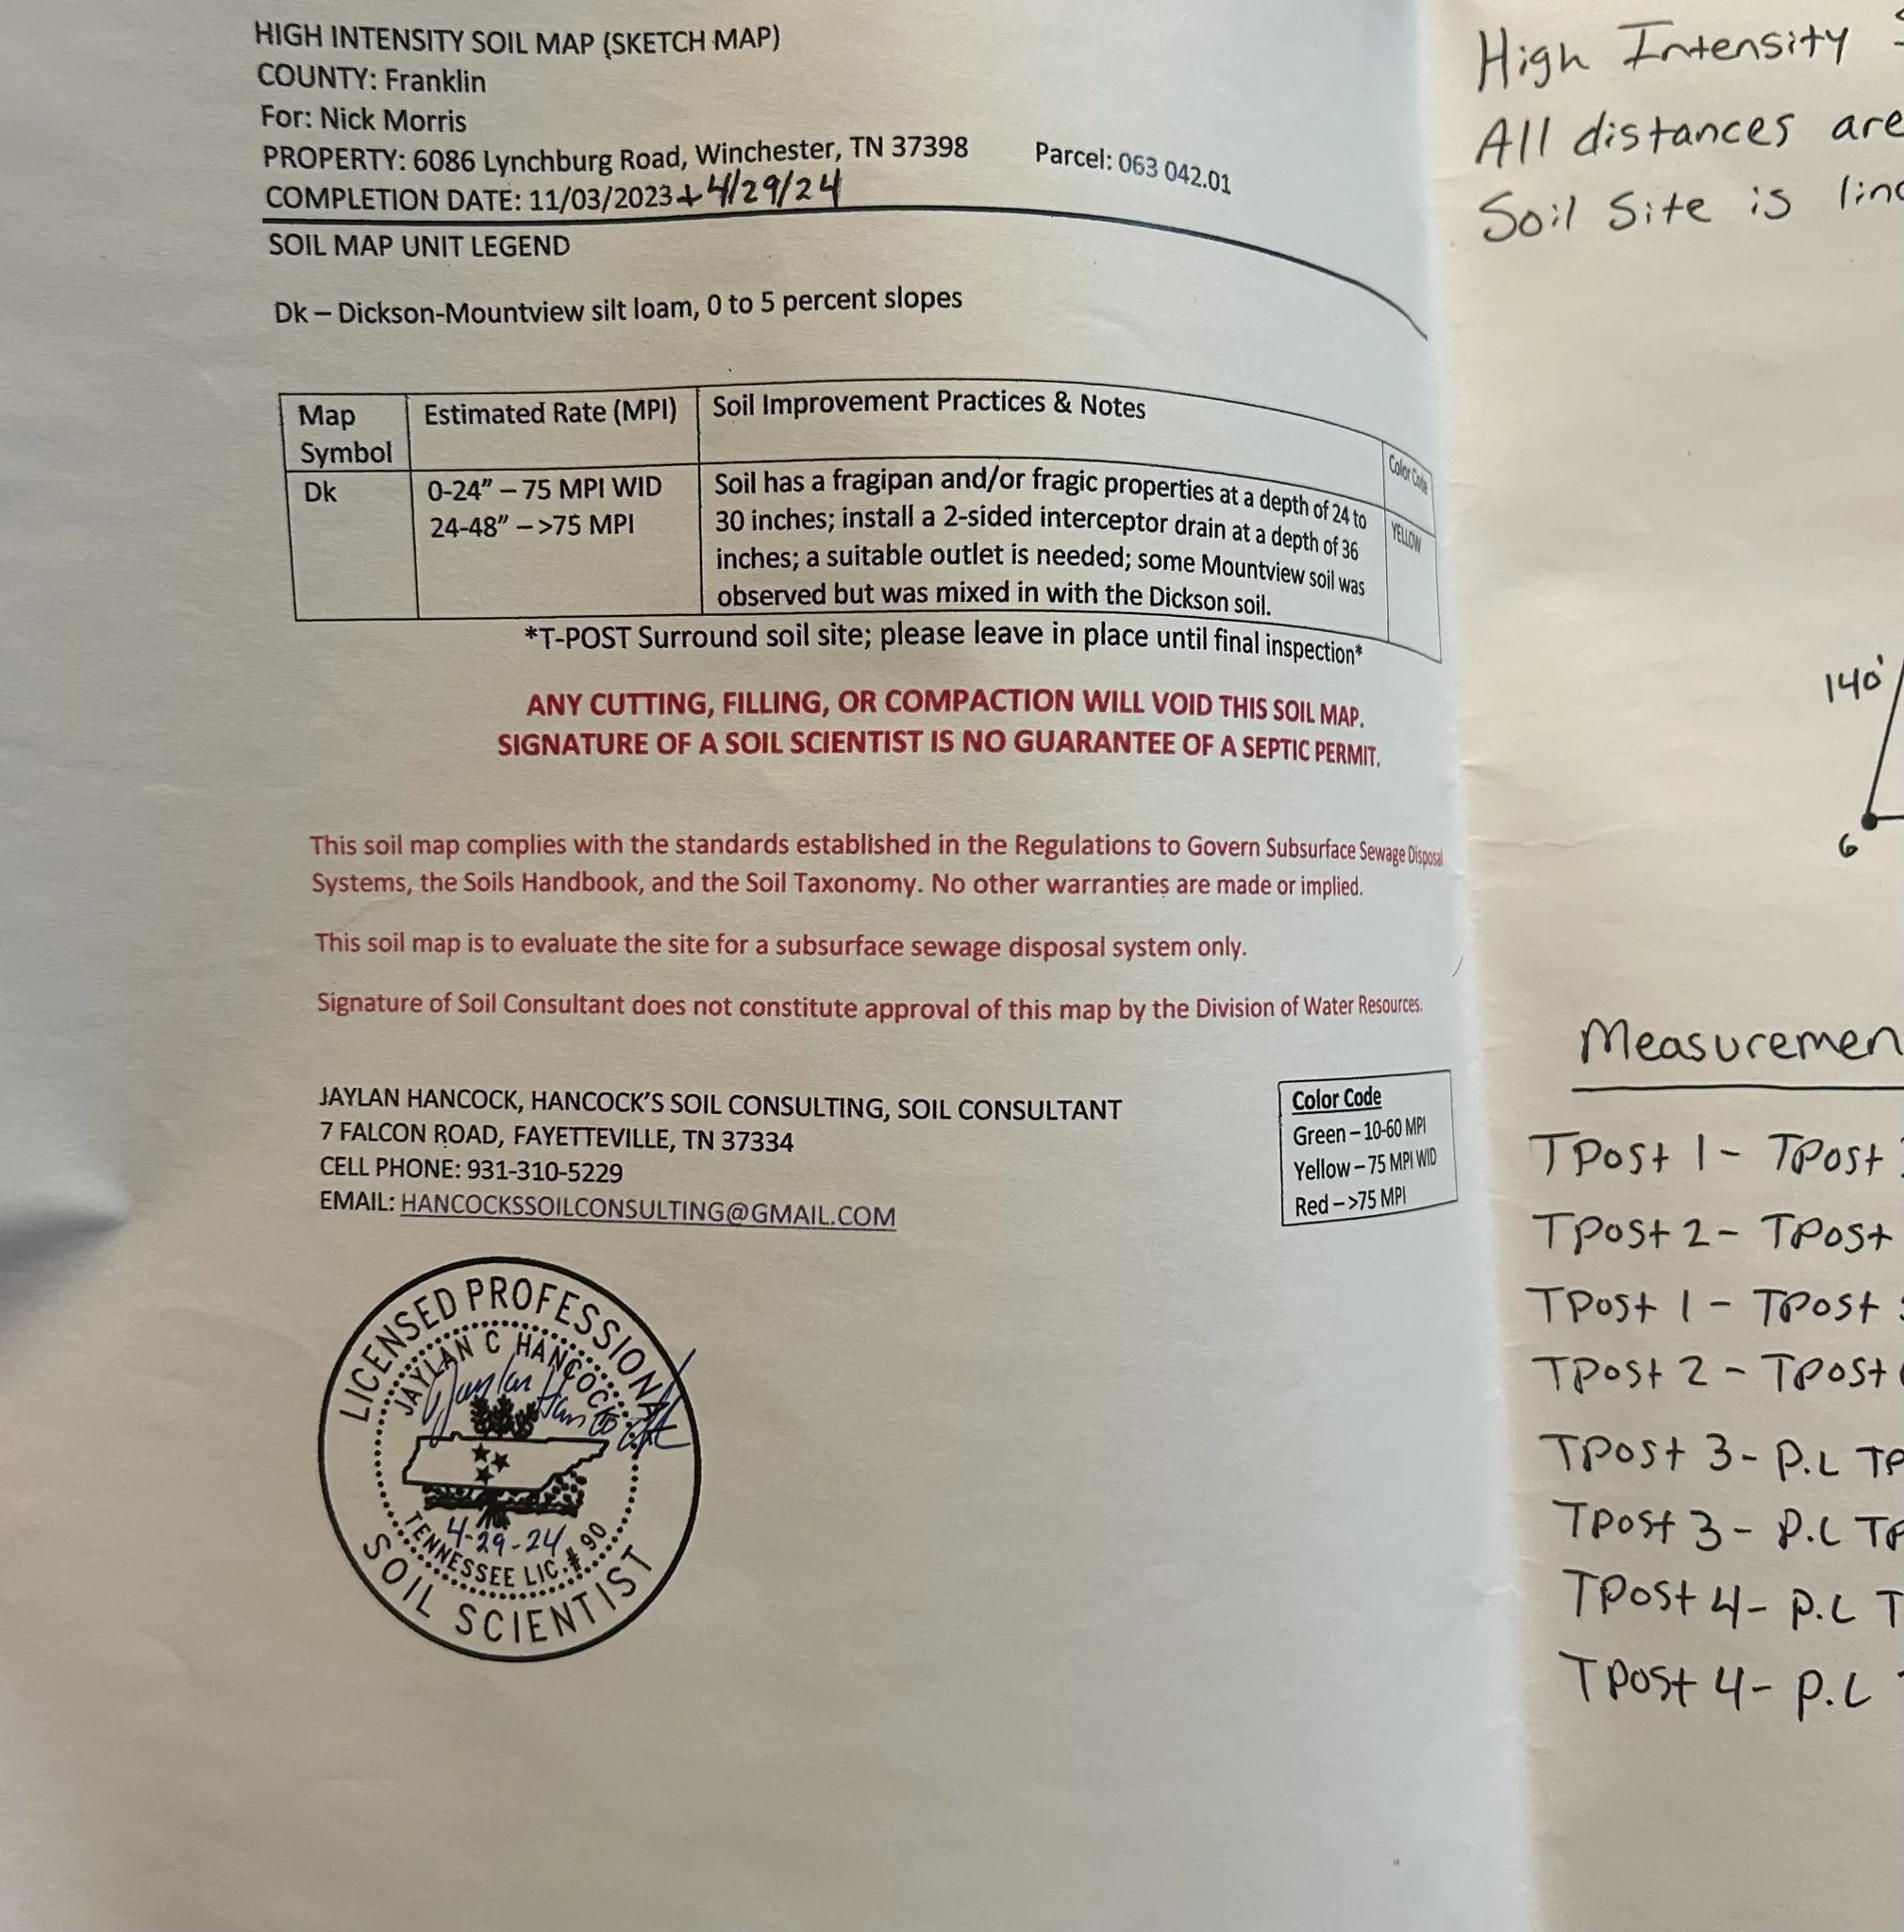 HIGH INTENSITY SOIL MAP (SKETCH MAP)
COUNTY: Franklin
For: Nick Morris
PROPERTY: 6086 Lynchburg Road, Winchester, TN 37398 Parcel: 063 042.01
COMPLETION DATE: 11/03/2023 + 4/29/24
SOIL MAP UNIT LEGEND
Dk – Dickson-Mountview silt loam, 0 to 5 percent slopes
Map Symbol
Estimated Rate (MPI)
Soil Improvement Practices & Notes
Color Code
Dk
0-24" – 75 MPI WID
24-48" – >75 MPI
Soil has a fragipan and/or fragic properties at a depth of 24 to
30 inches; install a 2-sided interceptor drain at a depth of 36
inches; a suitable outlet is needed; some Mountview soil was
observed but was mixed in with the Dickson soil.
YELLOW
*T-POST Surround soil site; please leave in place until final inspection*
ANY CUTTING, FILLING, OR COMPACTION WILL VOID THIS SOIL MAP.
SIGNATURE OF A SOIL SCIENTIST IS NO GUARANTEE OF A SEPTIC PERMIT.
This soil map complies with the standards established in the Regulations to Govern Subsurface Sewage Disposal
Systems, the Soils Handbook, and the Soil Taxonomy. No other warranties are made or implied.
This soil map is to evaluate the site for a subsurface sewage disposal system only.
Signature of Soil Consultant does not constitute approval of this map by the Division of Water Resources.
JAYLAN HANCOCK, HANCOCK'S SOIL CONSULTING, SOIL CONSULTANT
7 FALCON ROAD, FAYETTEVILLE, TN 37334
CELL PHONE: 931-310-5229
EMAIL: HANCOCKSSOILCONSULTING@GMAIL.COM
Color Code
Green – 10-60 MPI
Yellow – 75 MPI WID
Red – >75 MPI
LICENSED PROFESSIONAL
JAYLAN C HANCOCK
Jaylan Hancock
4-29-24
TENNESSEE LIC. # 90
SOIL SCIENTIST
High Intensity
All distances are
Soil Site is
140'
6
Measuremen
TPost 1 - TPost
TPost 2 - TPost
TPost 1 - TPost
TPost 2 - TPost
TPost 3 - P.L TP
TPost 3 - P.L TP
TPost 4 - P.L T
TPost 4 - P.L